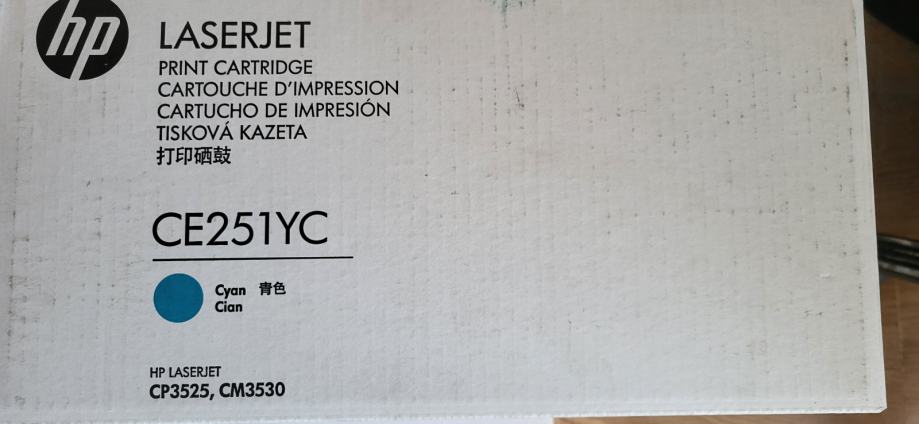 hp
LASERJET
PRINT CARTRIDGE
CARTOUCHE D'IMPRESSION
CARTUCHO DE IMPRESIÓN
TISKOVÁ KAZETA
打印硒鼓
CE251YC
Cyan 青色
Cian
HP LASERJET
CP3525, CM3530